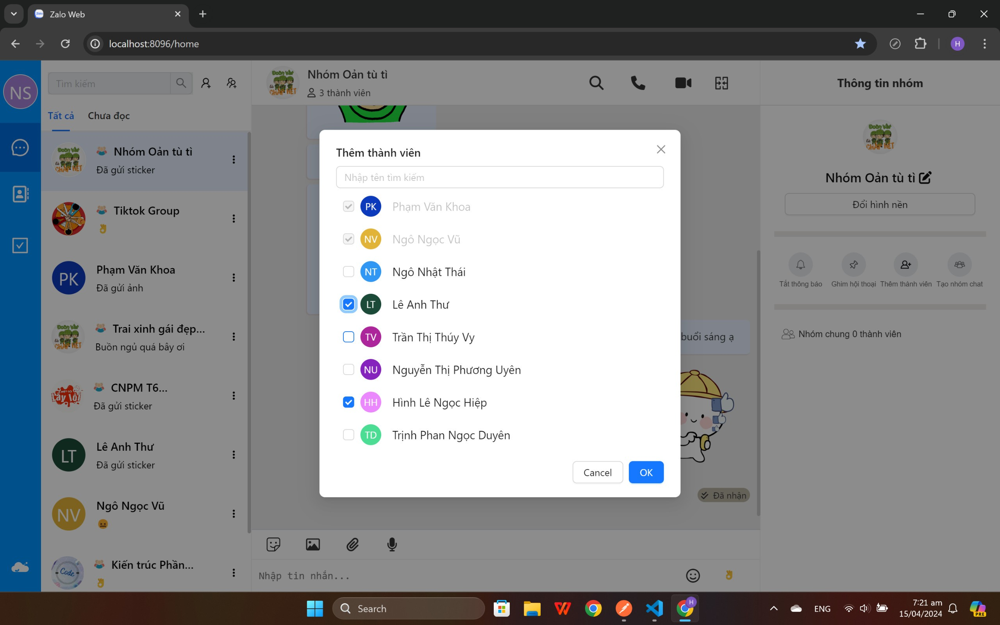 Zalo Web
localhost:8096/home
H
NS
Tìm kiếm
Tất cả
Chưa đọc
Nhóm Oản tù tì
Đã gửi sticker
Tiktok Group
PK
Phạm Văn Khoa
Đã gửi ảnh
Trai xinh gái đẹp...
Buồn ngủ quá bây ơi
CNPM T6...
Đã gửi sticker
LT
Lê Anh Thư
Đã gửi sticker
NV
Ngô Ngọc Vũ
Code
Kiến trúc Phần...
Đoàn Kết
là
CHẤP HẾT
Nhóm Oản tù tì
3 thành viên
Thêm thành viên
Nhập tên tìm kiếm
PK Phạm Văn Khoa
NV Ngô Ngọc Vũ
NT Ngô Nhật Thái
LT Lê Anh Thư
TV Trần Thị Thúy Vy
NU Nguyễn Thị Phương Uyên
HH Hình Lê Ngọc Hiệp
TD Trịnh Phan Ngọc Duyên
Cancel
OK
buổi sáng ạ
Đã nhận
Nhập tin nhắn...
Thông tin nhóm
Nhóm Oản tù tì
Đổi hình nền
Tắt thông báo
Ghim hội thoại
Thêm thành viên
Tạo nhóm chat
Nhóm chung 0 thành viên
Search
H
ENG
7:21 am
15/04/2024
PRE